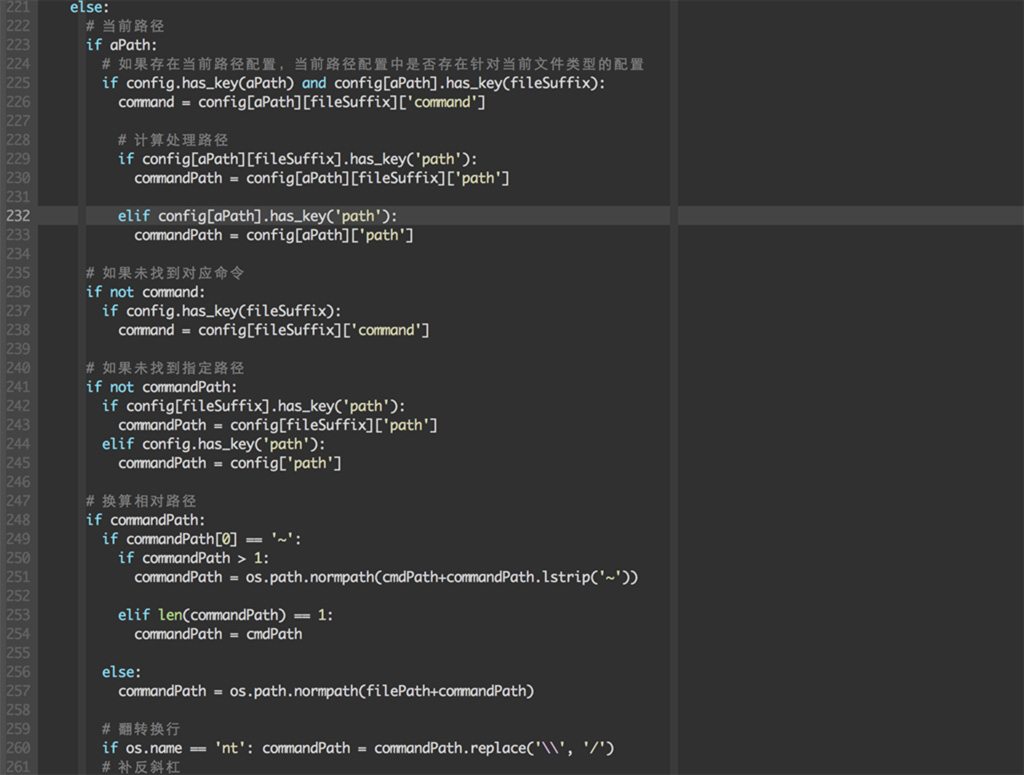 221 else:
222 # 当前路径
223 if aPath:
224 # 如果存在当前路径配置，当前路径配置中是否存在针对当前文件类型的配置
225 if config.has_key(aPath) and config[aPath].has_key(fileSuffix):
226 command = config[aPath][fileSuffix]['command']
227
228 # 计算处理路径
229 if config[aPath][fileSuffix].has_key('path'):
230 commandPath = config[aPath][fileSuffix]['path']
231
232 elif config[aPath].has_key('path'):
233 commandPath = config[aPath]['path']
234
235 # 如果未找到对应命令
236 if not command:
237 if config.has_key(fileSuffix):
238 command = config[fileSuffix]['command']
239
240 # 如果未找到指定路径
241 if not commandPath:
242 if config[fileSuffix].has_key('path'):
243 commandPath = config[fileSuffix]['path']
244 elif config.has_key('path'):
245 commandPath = config['path']
246
247 # 换算相对路径
248 if commandPath:
249 if commandPath[0] == '~':
250 if commandPath > 1:
251 commandPath = os.path.normpath(cmdPath+commandPath.lstrip('~'))
252
253 elif len(commandPath) == 1:
254 commandPath = cmdPath
255
256 else:
257 commandPath = os.path.normpath(filePath+commandPath)
258
259 # 翻转换行
260 if os.name == 'nt': commandPath = commandPath.replace('\\', '/')
261 # 补反斜杠